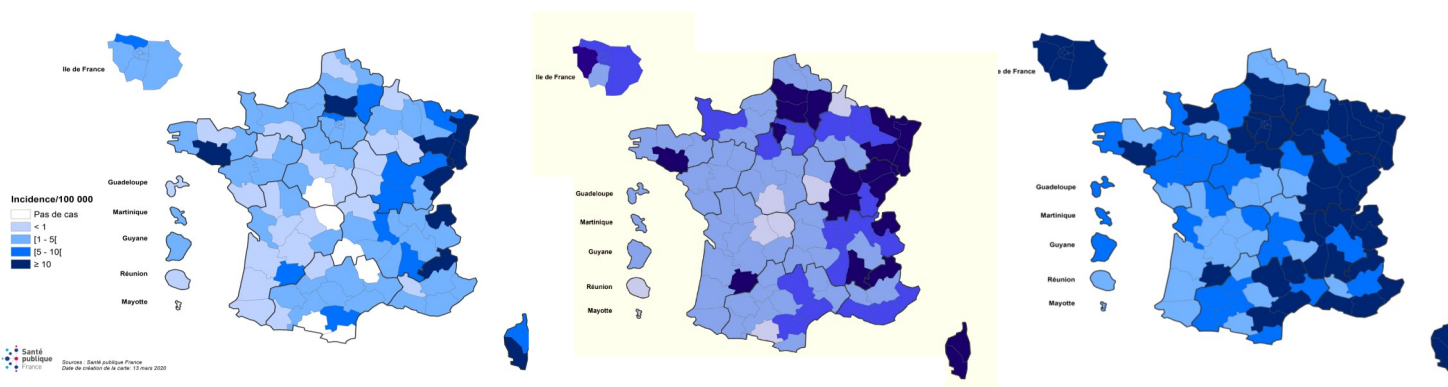 Ile de France
Guadeloupe
Martinique
Guyane
Réunion
Mayotte
Incidence/100 000
Pas de cas
< 1
[1 - 5[
[5 - 10[
≥ 10
Santé
publique
France
Sources : Santé publique France
Date de création de la carte: 13 mars 2020
Ile de France
Guadeloupe
Martinique
Guyane
Réunion
Mayotte
e de France
Guadeloupe
Martinique
Guyane
Réunion
Mayotte